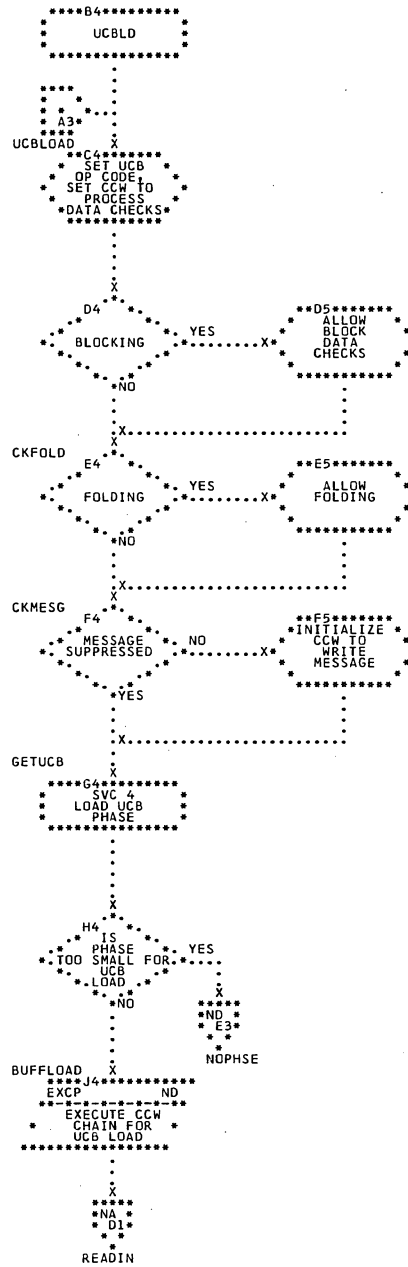 B4
UCBLD
A3
UCBLOAD
C4
SET UCB
OP CODE,
SET CCW TO
PROCESS
DATA CHECKS
D4
BLOCKING
YES
NO
D5
ALLOW
BLOCK
DATA
CHECKS
CKFOLD
E4
FOLDING
YES
NO
E5
ALLOW
FOLDING
CKMESG
F4
MESSAGE
SUPPRESSED
NO
YES
F5
INITIALIZE
CCW TO
WRITE
MESSAGE
GETUCB
G4
SVC 4
LOAD UCB
PHASE
H4
IS
PHASE
TOO SMALL FOR
UCB
LOAD
YES
NO
ND
E3
NOPHSE
BUFFLOAD
J4
EXCP ND
EXECUTE CCW
CHAIN FOR
UCB LOAD
NA
D1
READIN